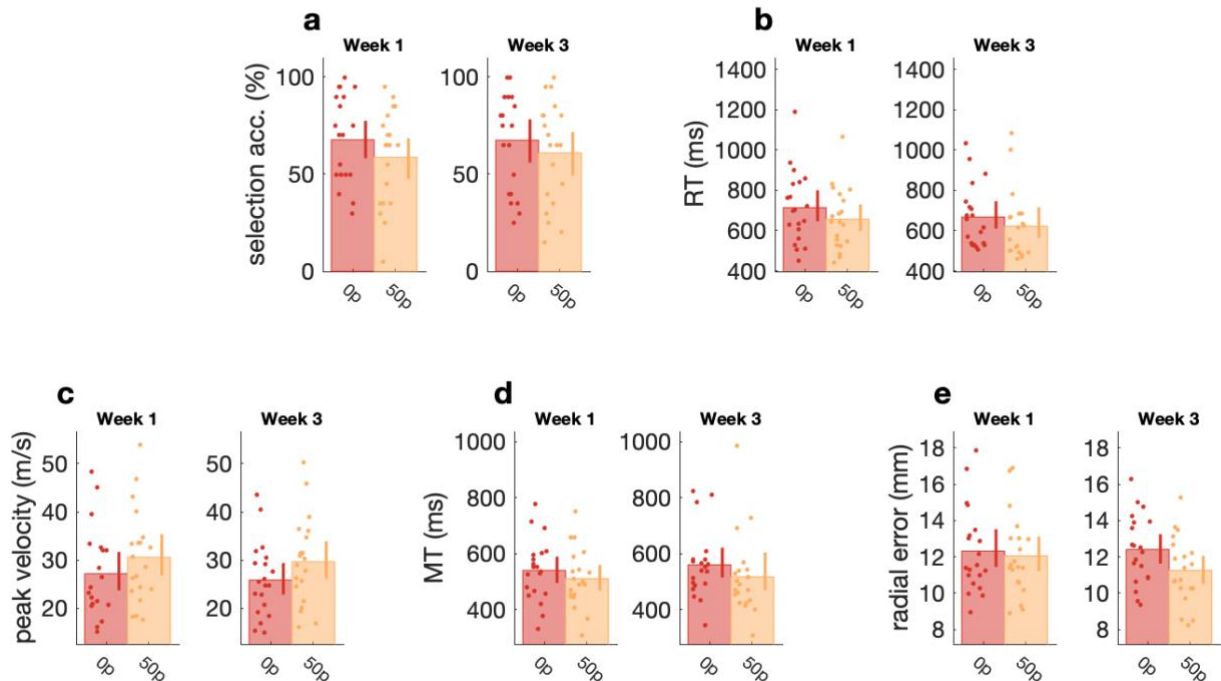 a
Week 1
Week 3
selection acc. (%)
100
50
0
0p
50p
100
50
0
0p
50p
b
Week 1
Week 3
RT (ms)
1400
1200
1000
800
600
400
0p
50p
1400
1200
1000
800
600
400
0p
50p
c
Week 1
Week 3
peak velocity (m/s)
50
40
30
20
0p
50p
50
40
30
20
0p
50p
d
Week 1
Week 3
MT (ms)
1000
800
600
400
0p
50p
1000
800
600
400
0p
50p
e
Week 1
Week 3
radial error (mm)
18
16
14
12
10
8
0p
50p
18
16
14
12
10
8
0p
50p